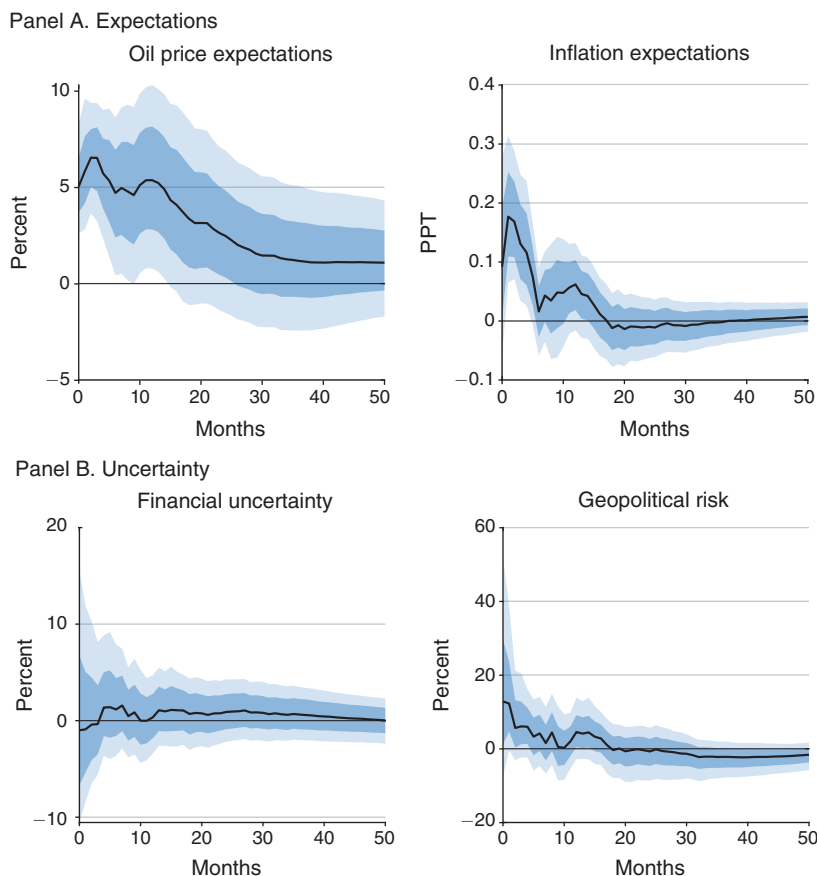 Panel A. Expectations
Oil price expectations
Inflation expectations
10
5
0
−5
Percent
0 10 20 30 40 50
Months
0.4
0.3
0.2
0.1
0
−0.1
PPT
0 10 20 30 40 50
Months
Panel B. Uncertainty
Financial uncertainty
Geopolitical risk
20
10
0
−10
Percent
0 10 20 30 40 50
Months
60
40
20
0
−20
Percent
0 10 20 30 40 50
Months